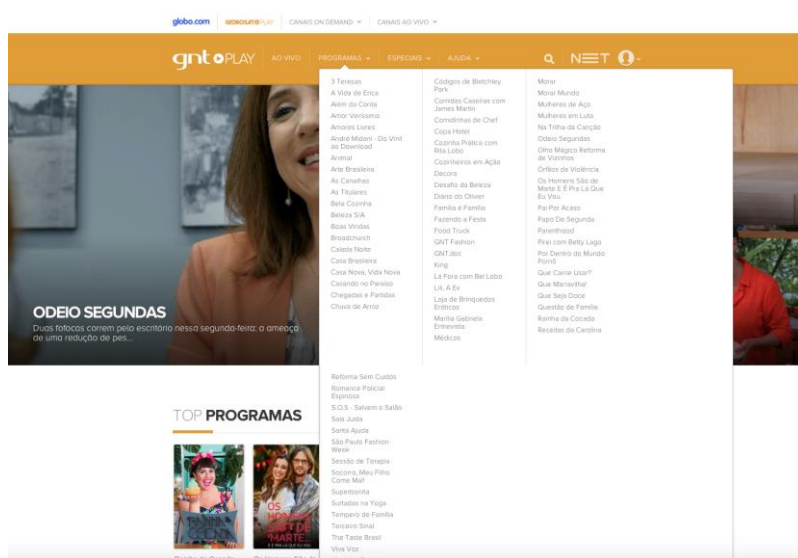 globo.com
GLOBOSAT PLAY
CANAIS ON DEMAND
CANAIS AO VIVO
gnt PLAY
AO VIVO
PROGRAMAS
ESPECIAIS
AJUDA
NET
3 Teresas
A Vida de Erica
Além da Conta
Amor Veríssimo
Amores Livres
André Midani - Do Vinil
ao Download
Animal
Arte Brasileira
As Canalhas
As Titulares
Bela Cozinha
Beleza S/A
Boas Vindas
Broadchurch
Calada Noite
Casa Brasileira
Casa Nova, Vida Nova
Casando no Paraíso
Chegadas e Partidas
Chuva de Arroz
Códigos de Bletchley
Park
Comidas Caseiras com
James Martin
Comidinhas de Chef
Copa Hotel
Cozinha Prática com
Rita Lobo
Cozinheiros em Ação
Decora
Desafio da Beleza
Diário do Olivier
Família é Família
Fazendo a Festa
Food Truck
GNT Fashion
GNT.doc
King
Lá Fora com Bel Lobo
Lili, A Ex
Loja de Brinquedos
Eróticos
Marília Gabriela
Entrevista
Médicos
Morar
Morar Mundo
Mulheres de Aço
Mulheres em Luta
Na Trilha da Canção
Odeio Segundas
Olho Mágico Reforma
de Vizinhos
Órfãos da Violência
Os Homens São de
Marte E É Pra Lá Que
Eu Vou
Pai Por Acaso
Papo De Segunda
Parenthood
Pirei com Betty Lago
Por Dentro do Mundo
Pornô
Que Carne Usar?
Que Maravilha!
Que Seja Doce
Questão de Família
Rainha da Cocada
Receitas da Carolina
Reforma Sem Custos
Romance Policial
Espinosa
S.O.S - Salvem o Salão
Saia Justa
Santa Ajuda
São Paulo Fashion
Week
Sessão de Terapia
Socorro, Meu Filho
Come Mal!
Superbonita
Surtadas na Yoga
Tempero de Família
Terceiro Sinal
The Taste Brasil
Viva Voz
ODEIO SEGUNDAS
Duas fofocas correm pelo escritório nessa segunda-feira: a ameaça
de uma redução de pes...
TOP PROGRAMAS
OS
HOMENS
SÃO DE
MARTE...